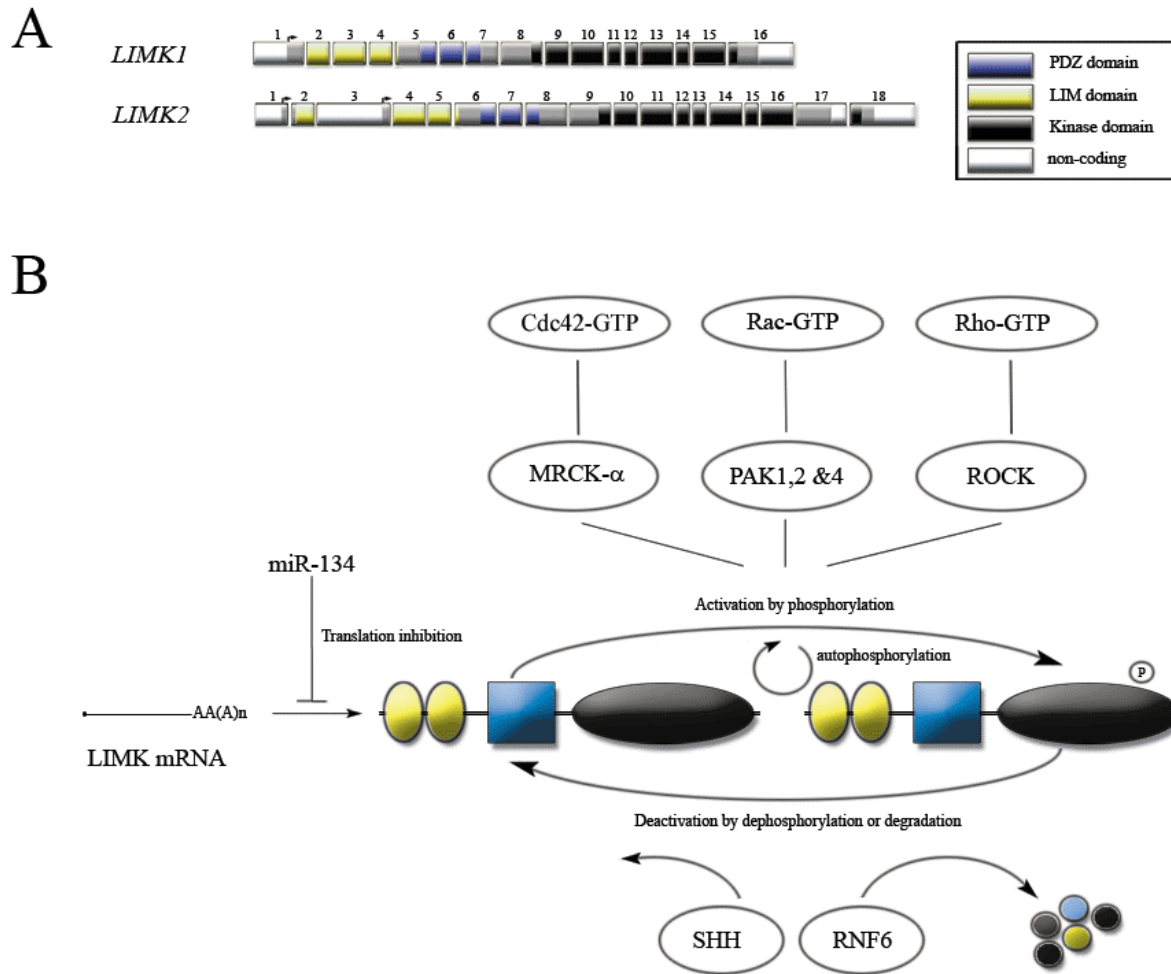 A
LIMK1
1 2 3 4 5 6 7 8 9 10 11 12 13 14 15 16
LIMK2
1 2 3 4 5 6 7 8 9 10 11 12 13 14 15 16 17 18
PDZ domain
LIM domain
Kinase domain
non-coding
B
Cdc42-GTP
Rac-GTP
Rho-GTP
MRCK-α
PAK1,2 &4
ROCK
miR-134
Translation inhibition
Activation by phosphorylation
autophosphorylation
P
AA(A)n
LIMK mRNA
Deactivation by dephosphorylation or degradation
SHH
RNF6